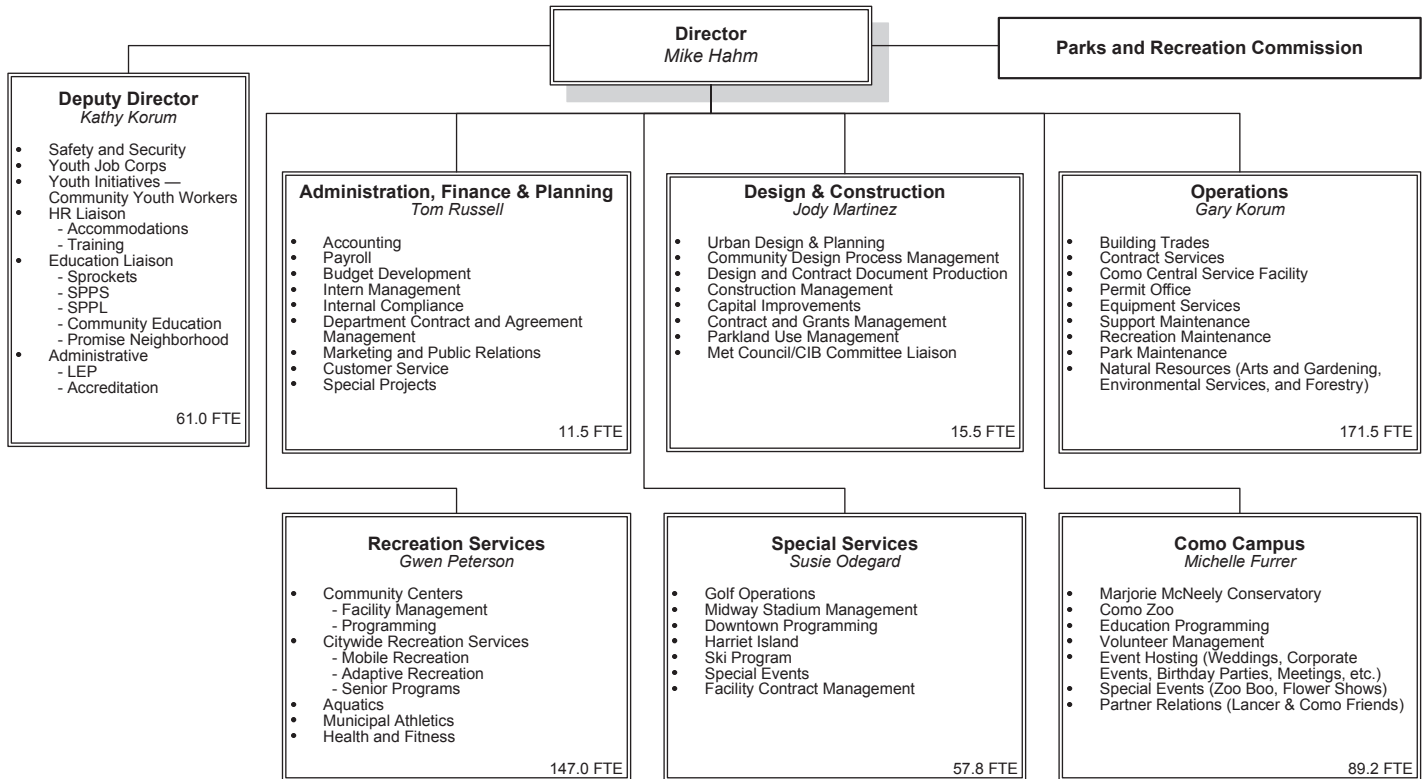 Director
Mike Hahm
Parks and Recreation Commission
Deputy Director
Kathy Korum
• Safety and Security
• Youth Job Corps
• Youth Initiatives —
Community Youth Workers
• HR Liaison
- Accommodations
- Training
• Education Liaison
- Sprockets
- SPPS
- SPPL
- Community Education
- Promise Neighborhood
• Administrative
- LEP
- Accreditation
61.0 FTE
Administration, Finance & Planning
Tom Russell
• Accounting
• Payroll
• Budget Development
• Intern Management
• Internal Compliance
• Department Contract and Agreement
Management
• Marketing and Public Relations
• Customer Service
• Special Projects
11.5 FTE
Design & Construction
Jody Martinez
• Urban Design & Planning
• Community Design Process Management
• Design and Contract Document Production
• Construction Management
• Capital Improvements
• Contract and Grants Management
• Parkland Use Management
• Met Council/CIB Committee Liaison
15.5 FTE
Operations
Gary Korum
• Building Trades
• Contract Services
• Como Central Service Facility
• Permit Office
• Equipment Services
• Support Maintenance
• Recreation Maintenance
• Park Maintenance
• Natural Resources (Arts and Gardening,
Environmental Services, and Forestry)
171.5 FTE
Recreation Services
Gwen Peterson
• Community Centers
- Facility Management
- Programming
• Citywide Recreation Services
- Mobile Recreation
- Adaptive Recreation
- Senior Programs
• Aquatics
• Municipal Athletics
• Health and Fitness
147.0 FTE
Special Services
Susie Odegard
• Golf Operations
• Midway Stadium Management
• Downtown Programming
• Harriet Island
• Ski Program
• Special Events
• Facility Contract Management
57.8 FTE
Como Campus
Michelle Furrer
• Marjorie McNeely Conservatory
• Como Zoo
• Education Programming
• Volunteer Management
• Event Hosting (Weddings, Corporate
Events, Birthday Parties, Meetings, etc.)
• Special Events (Zoo Boo, Flower Shows)
• Partner Relations (Lancer & Como Friends)
89.2 FTE